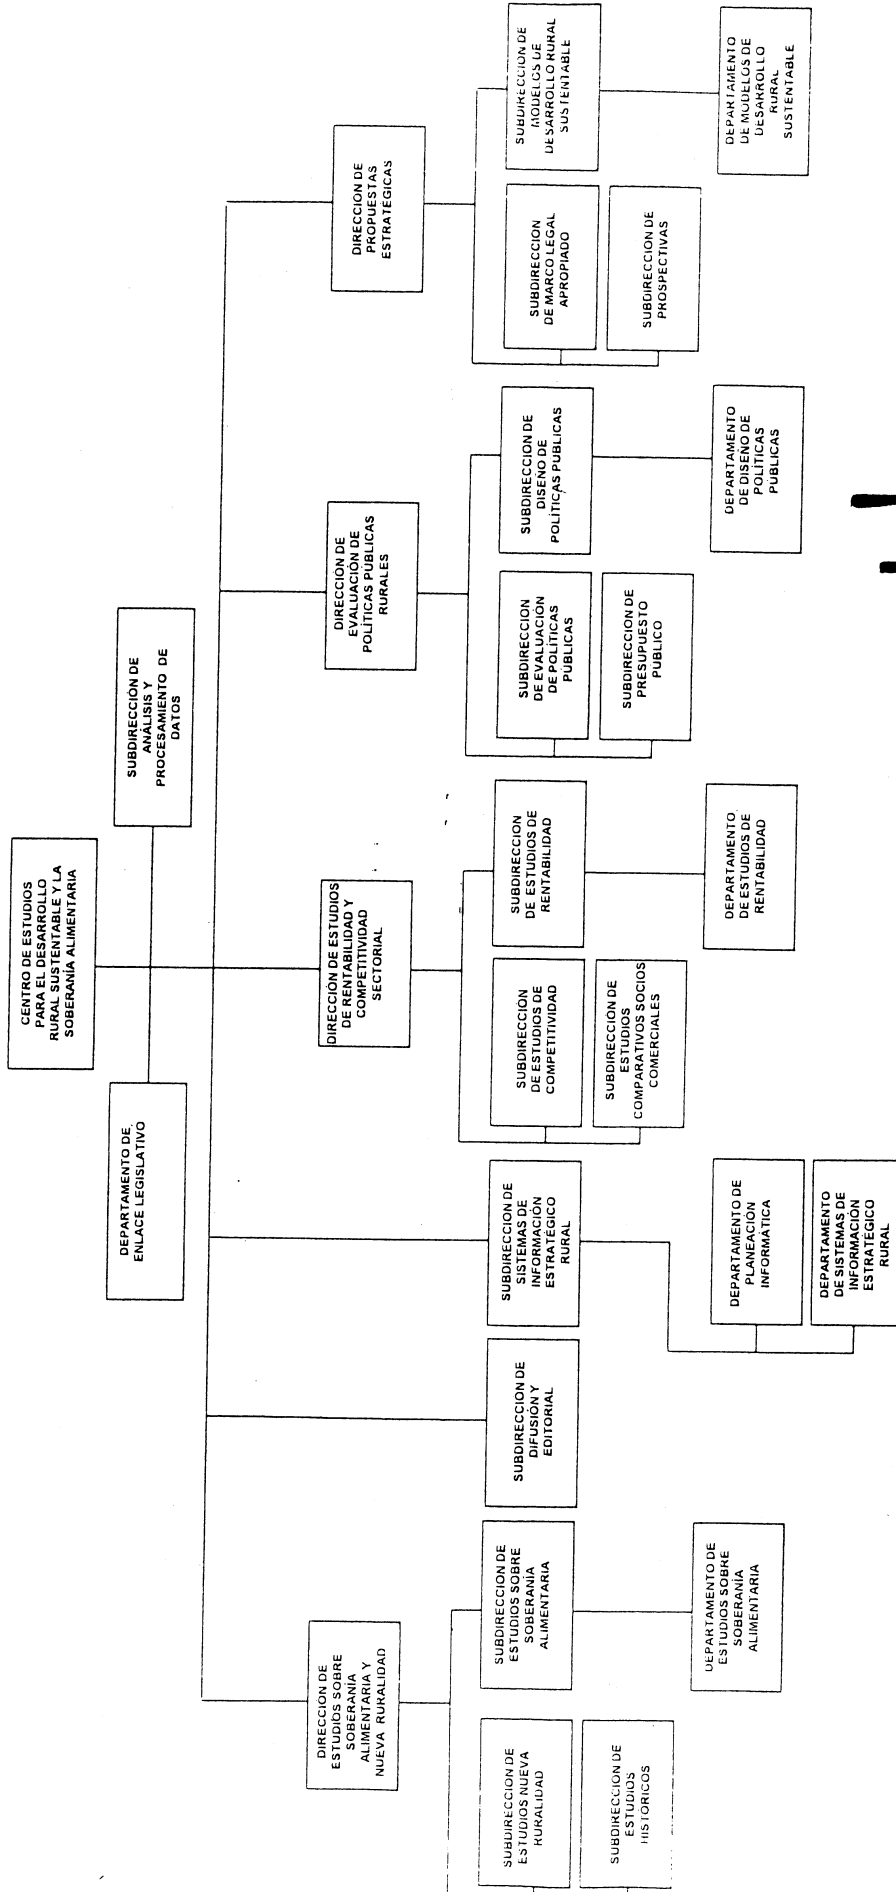 CENTRO DE ESTUDIOS
PARA EL DESARROLLO
RURAL SUSTENTABLE Y LA
SOBERANÍA ALIMENTARIA
DEPARTAMENTO DE
ENLACE LEGISLATIVO
SUBDIRECCIÓN DE
ANÁLISIS Y
PROCESAMIENTO DE
DATOS
DIRECCION DE
ESTUDIOS SOBRE
SOBERANÍA
ALIMENTARIA Y
NUEVA RURALIDAD
DIRECCIÓN DE ESTUDIOS
DE RENTABILIDAD Y
COMPETITIVIDAD
SECTORIAL
DIRECCIÓN DE
EVALUACIÓN DE
POLÍTICAS PÚBLICAS
RURALES
DIRECCION DE
PROPUESTAS
ESTRATÉGICAS
SUBDIRECCION DE
ESTUDIOS NUEVA
RURALIDAD
SUBDIRECCION DE
ESTUDIOS SOBRE
SOBERANÍA
ALIMENTARIA
SUBDIRECCION DE
DIFUSIÓN Y
EDITORIAL
SUBDIRECCION DE
SISTEMAS DE
INFORMACIÓN
ESTRATÉGICO
RURAL
SUBDIRECCIÓN
DE ESTUDIOS DE
COMPETITIVIDAD
SUBDIRECCION
DE ESTUDIOS DE
RENTABILIDAD
SUBDIRECCION
DE EVALUACIÓN
DE POLÍTICAS
PÚBLICAS
SUBDIRECCION DE
DISEÑO DE
POLÍTICAS PUBLICAS
SUBDIRECCION
DE MARCO LEGAL
APROPIADO
SUBDIRECCION DE
MODELOS DE
DESARROLLO RURAL
SUSTENTABLE
SUBDIRECCION DE
ESTUDIOS
HISTÓRICOS
SUBDIRECCIÓN DE
ESTUDIOS
COMPARATIVOS SOCIOS
COMERCIALES
SUBDIRECCION DE
PRESUPUESTO
PÚBLICO
SUBDIRECCION DE
PROSPECTIVAS
DEPARTAMENTO DE
ESTUDIOS SOBRE
SOBERANÍA
ALIMENTARIA
DEPARTAMENTO DE
PLANEACIÓN
INFORMÁTICA
DEPARTAMENTO
DE ESTUDIOS DE
RENTABILIDAD
DEPARTAMENTO
DE DISEÑO DE
POLÍTICAS
PÚBLICAS
DEPARTAMENTO
DE MODELOS DE
DESARROLLO
RURAL
SUSTENTABLE
DEPARTAMENTO
DE SISTEMAS DE
INFORMACIÓN
ESTRATÉGICO
RURAL